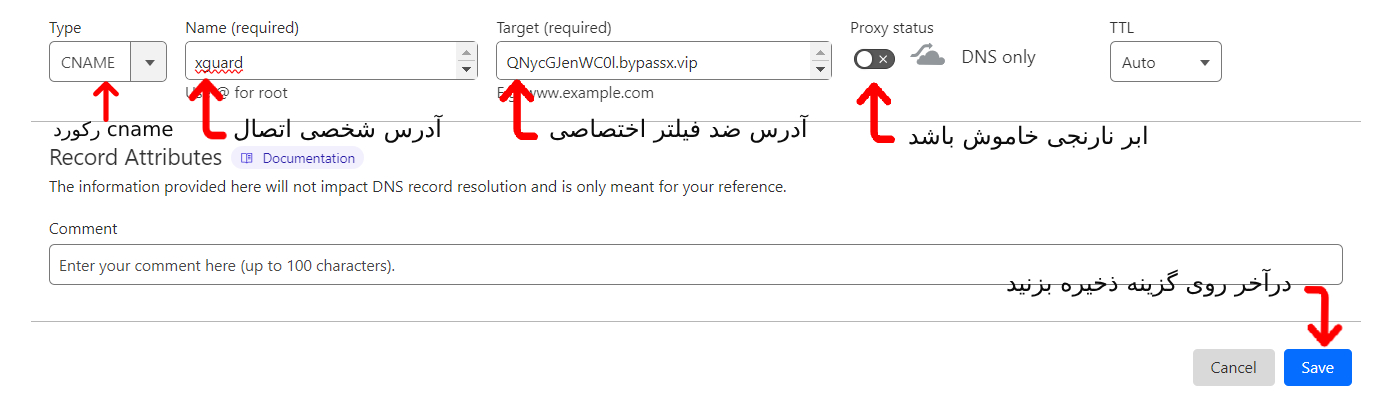 Type
Name (required)
Target (required)
Proxy status
TTL
CNAME
xguard
QNycGJenWC0l.bypassx.vip
DNS only
Auto
for root
www.example.com
رکورد cname
آدرس شخصی اتصال
آدرس ضد فیلتر اختصاصی
ابر نارنجی خاموش باشد
Record Attributes
Documentation
The information provided here will not impact DNS record resolution and is only meant for your reference.
Comment
Enter your comment here (up to 100 characters).
درآخر روی گزینه ذخیره بزنید
Cancel
Save